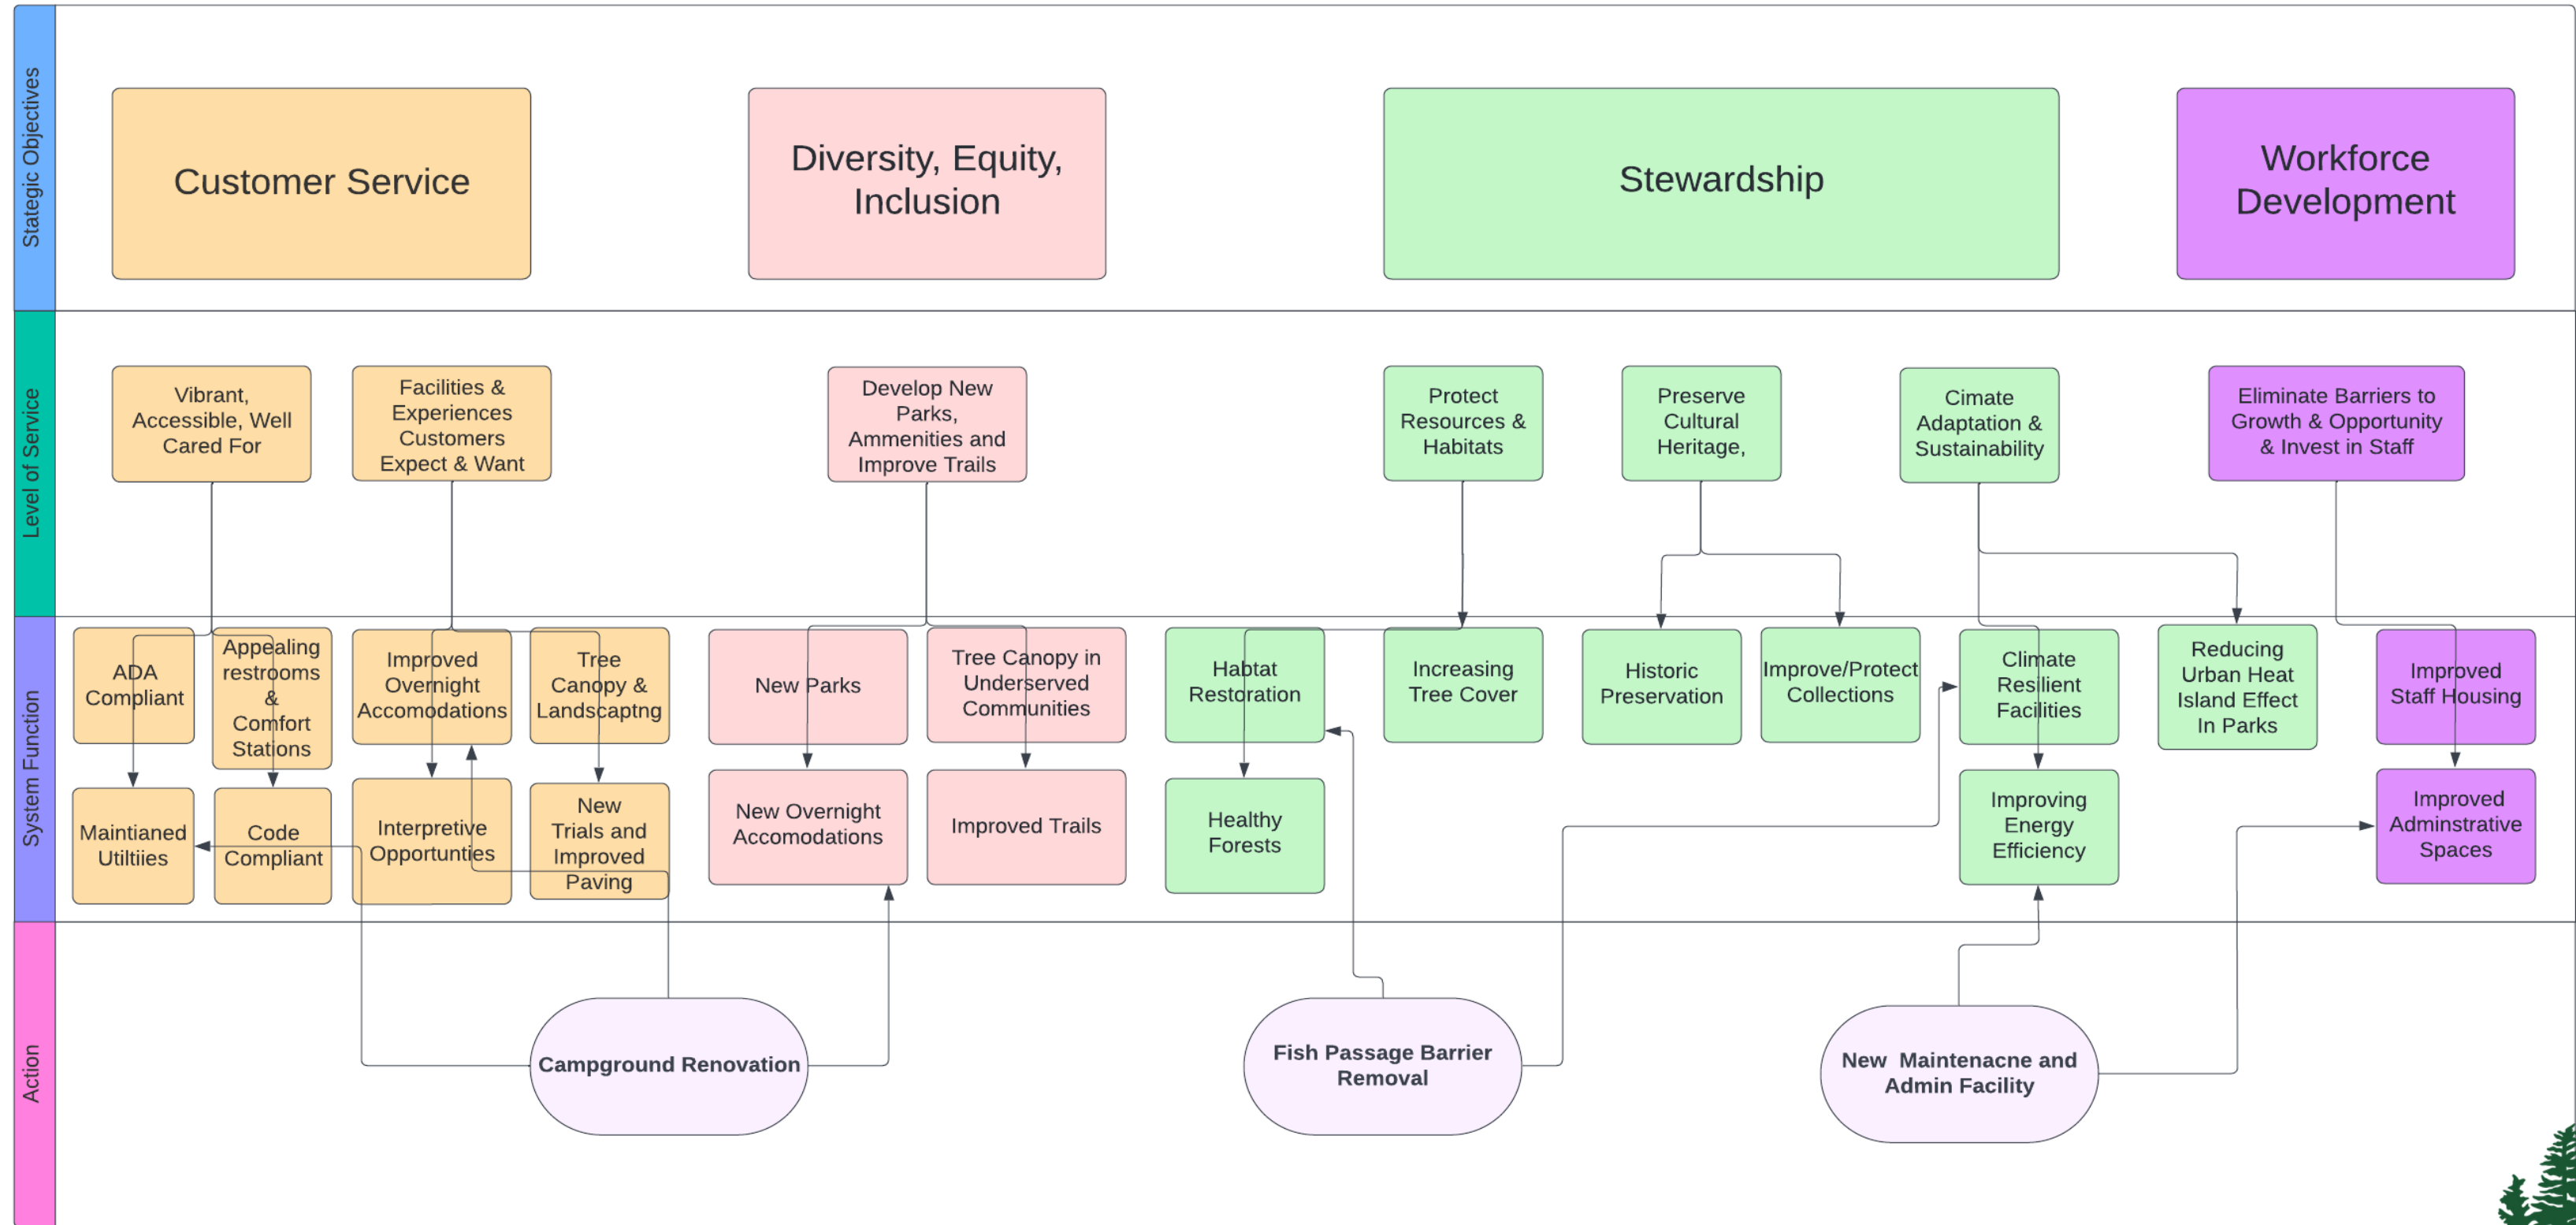 Stategic Objectives
Customer Service
Diversity, Equity,
Inclusion
Stewardship
Workforce
Development
Level of Service
Vibrant,
Accessible, Well
Cared For
Facilities &
Experiences
Customers
Expect & Want
Develop New
Parks,
Ammenities and
Improve Trails
Protect
Resources &
Habitats
Preserve
Cultural
Heritage,
Cimate
Adaptation &
Sustainability
Eliminate Barriers to
Growth & Opportunity
& Invest in Staff
System Function
ADA
Compliant
Appealing
restrooms
&
Comfort
Stations
Improved
Overnight
Accomodations
Tree
Canopy &
Landscaptng
New Parks
Tree Canopy in
Underserved
Communities
Habtat
Restoration
Increasing
Tree Cover
Historic
Preservation
Improve/Protect
Collections
Climate
Resilient
Facilities
Reducing
Urban Heat
Island Effect
In Parks
Improved
Staff Housing
Maintianed
Utiltiies
Code
Compliant
Interpretive
Opportunties
New
Trials and
Improved
Paving
New Overnight
Accomodations
Improved Trails
Healthy
Forests
Improving
Energy
Efficiency
Improved
Adminstrative
Spaces
Action
Campground Renovation
Fish Passage Barrier
Removal
New Maintenacne and
Admin Facility